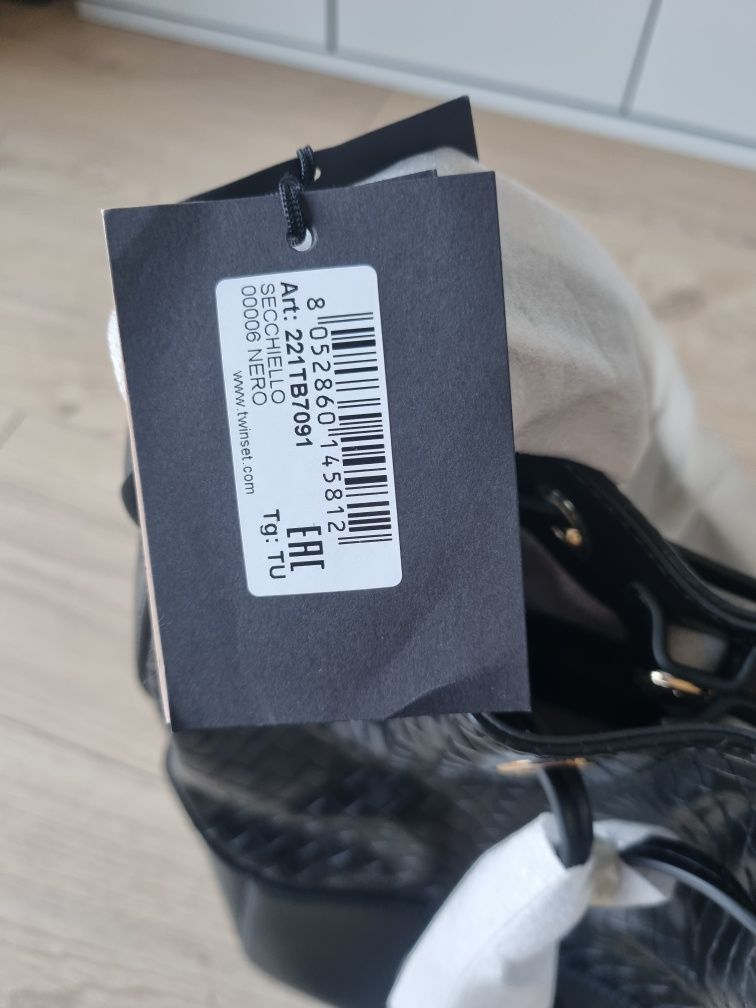 8 052860 145812
Art: 221TB7091
SECCHIELLO
00006 NERO
EAC
Tg: TU
www.twinset.com